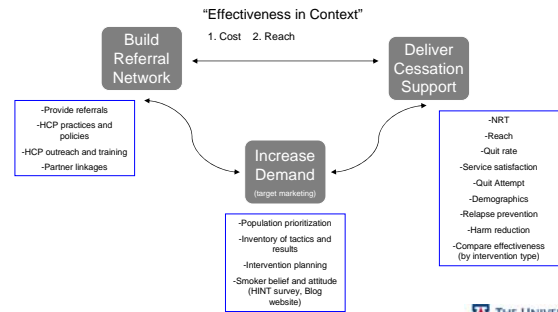 “Effectiveness in Context”
1. Cost 2. Reach
Build
Referral
Network
Deliver
Cessation
Support
-Provide referrals
-HCP practices and
policies
-HCP outreach and training
-Partner linkages
Increase
Demand
(target marketing)
-Population prioritization
-Inventory of tactics and
results
-Intervention planning
-Smoker belief and attitude
(HINT survey, Blog
website)
-NRT
-Reach
-Quit rate
-Service satisfaction
-Quit Attempt
-Demographics
-Relapse prevention
-Harm reduction
-Compare effectiveness
(by intervention type)
THE